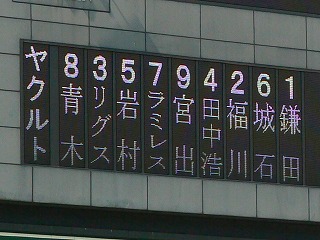 ヤクルト
8 青木
3 リグス
5 岩村
7 ラミレス
9 宮出
4 田中浩
2 福川
6 城石
1 鎌田